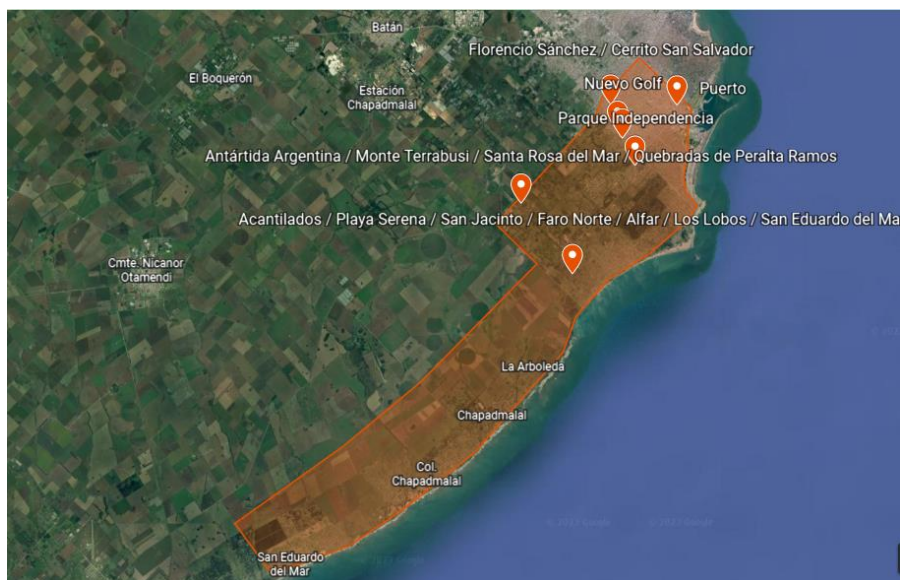 Batán
Florencio Sánchez / Cerrito San Salvador
El Boquerón
Nuevo Golf
Puerto
Estación
Chapadmalal
Parque Independencia
Antártida Argentina / Monte Terrabusi / Santa Rosa del Mar / Quebradas de Peralta Ramos
Acantilados / Playa Serena / San Jacinto / Faro Norte / Alfar / Los Lobos / San Eduardo del Ma
Cmte. Nicanor
Otamendi
La Arboleda
Chapadmalal
Col.
Chapadmalal
San Eduardo
del Mar